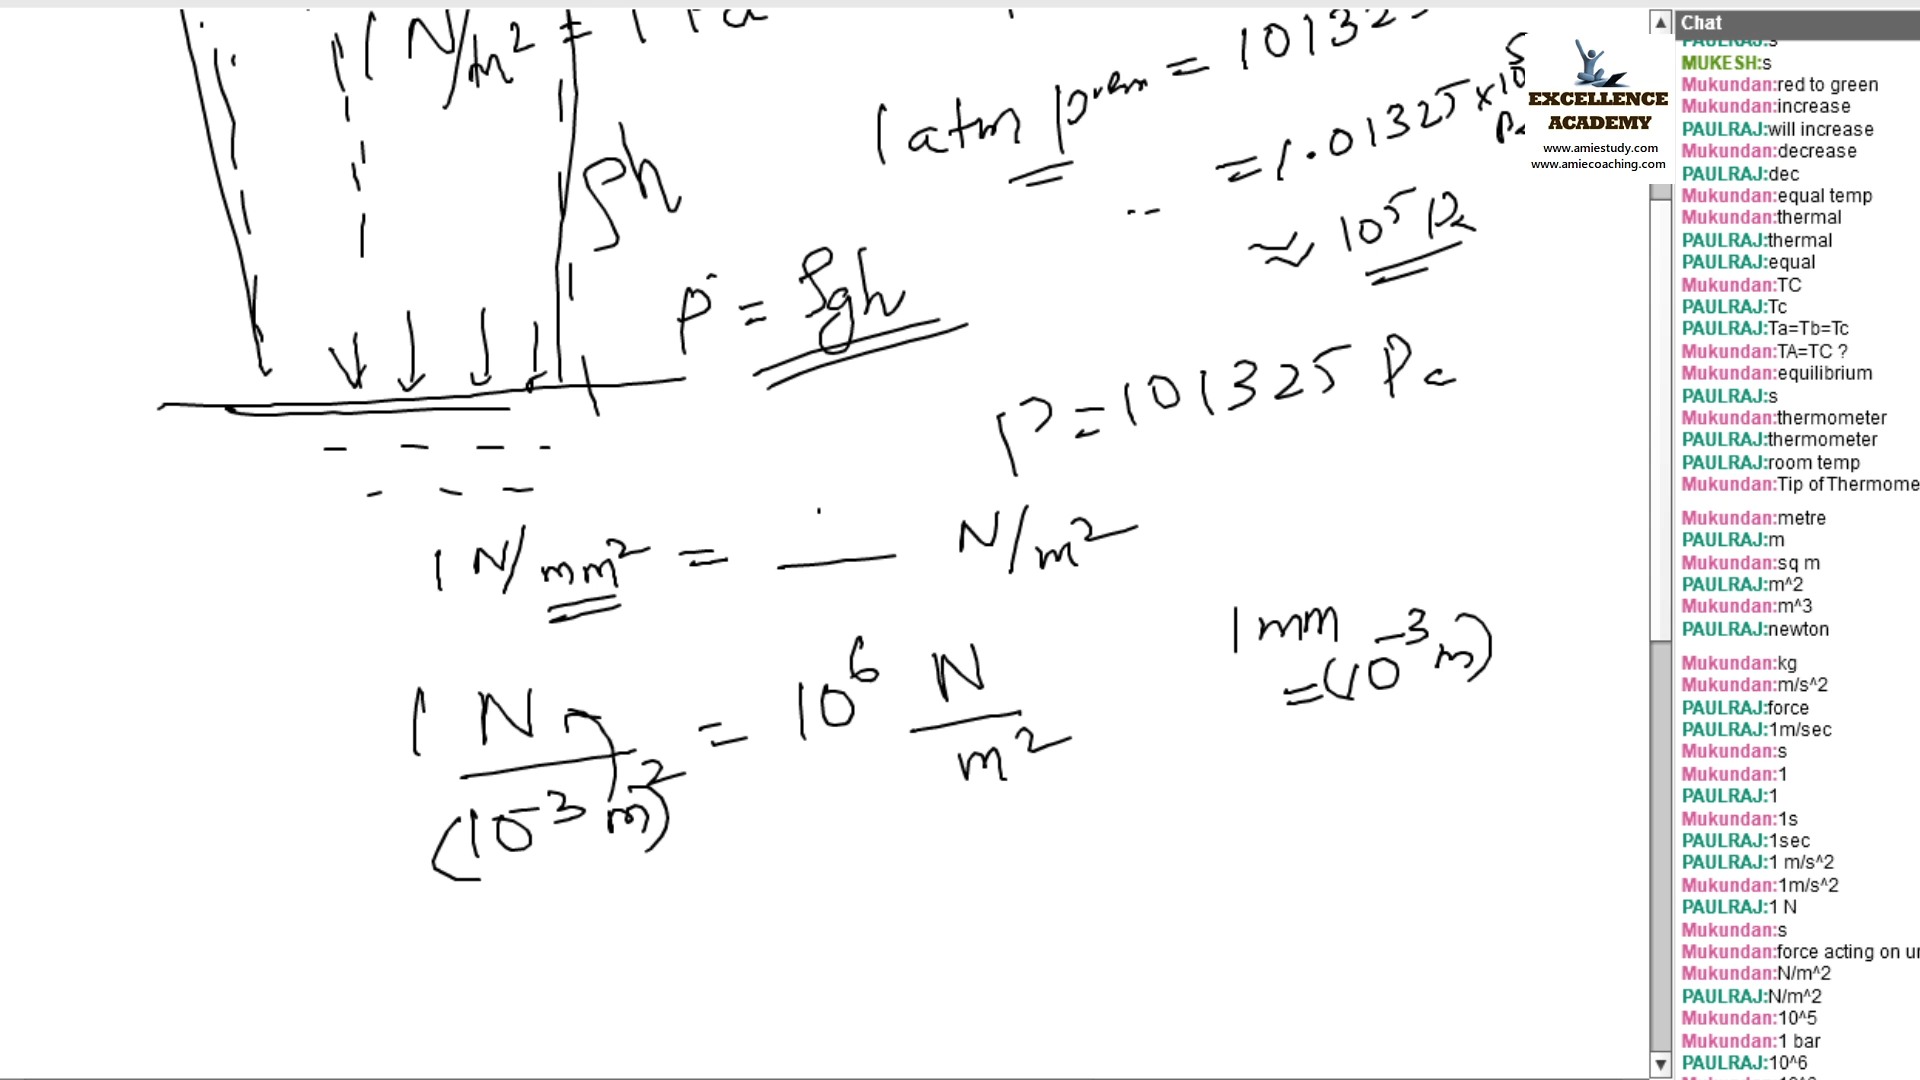 1 N/m² = 1 Pa
1 atm pressm = 10132
= 1.01325 × 10⁵ Pa
≈ 10⁵ Pa
ρh
P = ρgh
P = 101325 Pa
1 N/mm² = ___ N/m²
1 mm
= (10⁻³ m)
1 N
(10⁻³ m)²
= 10⁶ N
m²
EXCELLENCE
ACADEMY
www.amiestudy.com
www.amiecoaching.com
Chat
PAULRAJ:s
MUKESH:s
Mukundan:red to green
Mukundan:increase
PAULRAJ:will increase
Mukundan:decrease
PAULRAJ:dec
Mukundan:equal temp
Mukundan:thermal
PAULRAJ:thermal
PAULRAJ:equal
Mukundan:TC
PAULRAJ:Tc
PAULRAJ:Ta=Tb=Tc
Mukundan:TA=TC ?
Mukundan:equilibrium
PAULRAJ:s
Mukundan:thermometer
PAULRAJ:thermometer
PAULRAJ:room temp
Mukundan:Tip of Thermome
Mukundan:metre
PAULRAJ:m
Mukundan:sq m
PAULRAJ:m^2
Mukundan:m^3
PAULRAJ:newton
Mukundan:kg
Mukundan:m/s^2
PAULRAJ:force
PAULRAJ:1m/sec
Mukundan:s
Mukundan:1
PAULRAJ:1
Mukundan:1s
PAULRAJ:1sec
PAULRAJ:1 m/s^2
Mukundan:1m/s^2
PAULRAJ:1 N
Mukundan:s
Mukundan:force acting on un
Mukundan:N/m^2
PAULRAJ:N/m^2
Mukundan:10^5
Mukundan:1 bar
PAULRAJ:10^6